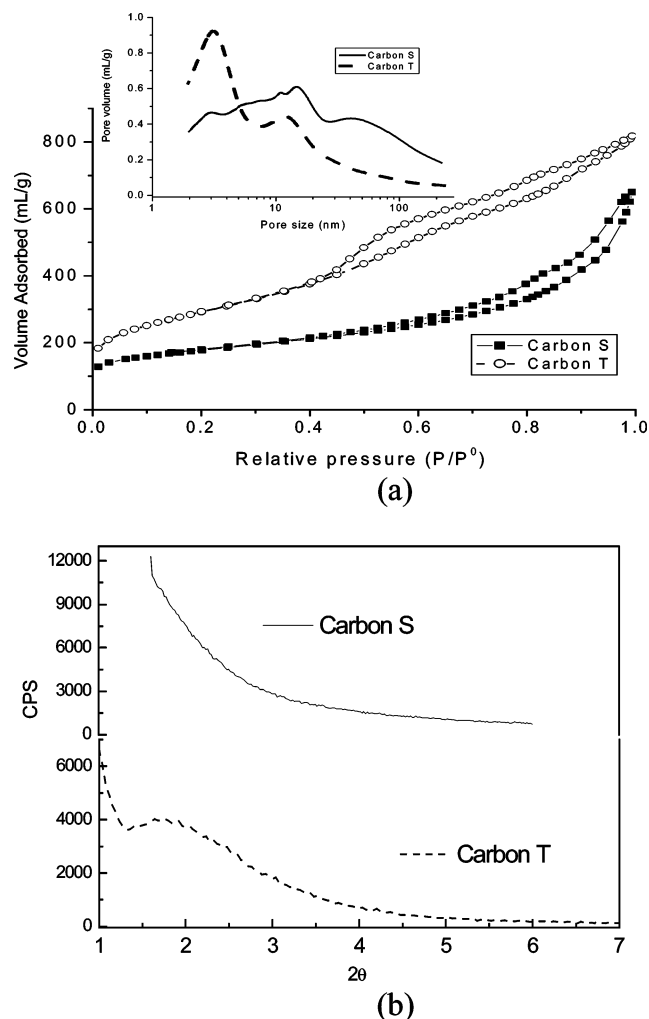 1.0
0.8
0.6
0.4
0.2
0.0
Pore volume (mL/g)
Carbon S
Carbon T
1 10 100
Pore size (nm)
800
600
400
200
0
Volume Adsorbed (mL/g)
Carbon S
Carbon T
0.0 0.2 0.4 0.6 0.8 1.0
Relative pressure (P/P⁰)
(a)
12000
9000
6000
3000
0
Carbon S
CPS
6000
4000
2000
0
Carbon T
1 2 3 4 5 6 7
2θ
(b)